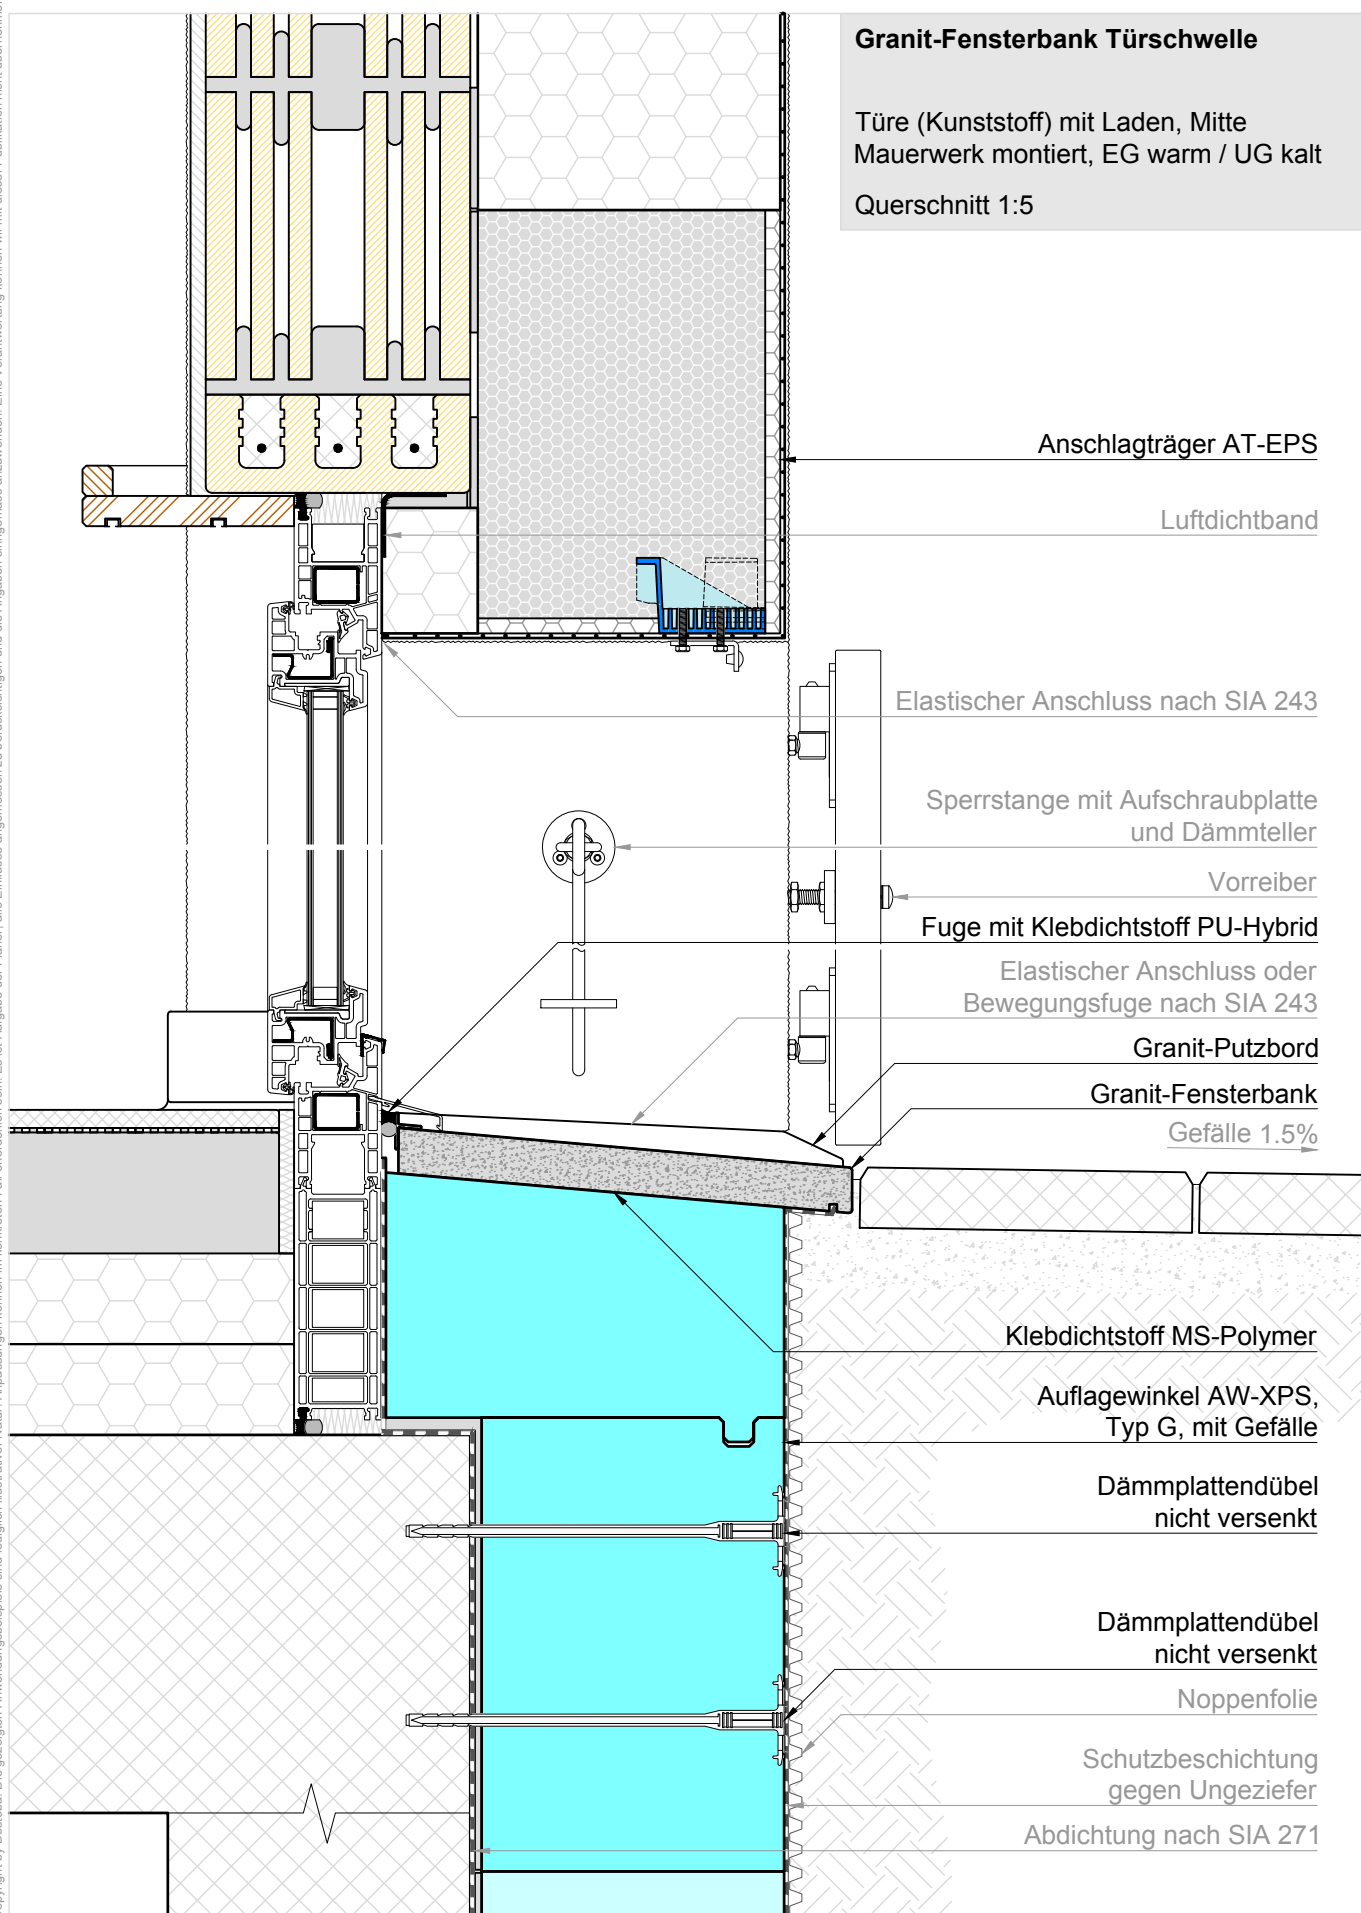 Granit-Fensterbank Türschwelle
Türe (Kunststoff) mit Laden, Mitte
Mauerwerk montiert, EG warm / UG kalt
Querschnitt 1:5
Anschlagträger AT-EPS
Luftdichtband
Elastischer Anschluss nach SIA 243
Sperrstange mit Aufschraubplatte
und Dämmteller
Vorreiber
Fuge mit Klebdichtstoff PU-Hybrid
Elastischer Anschluss oder
Bewegungsfuge nach SIA 243
Granit-Putzbord
Granit-Fensterbank
Gefälle 1.5%
Klebdichtstoff MS-Polymer
Auflagewinkel AW-XPS,
Typ G, mit Gefälle
Dämmplattendübel
nicht versenkt
Dämmplattendübel
nicht versenkt
Noppenfolie
Schutzbeschichtung
gegen Ungeziefer
Abdichtung nach SIA 271